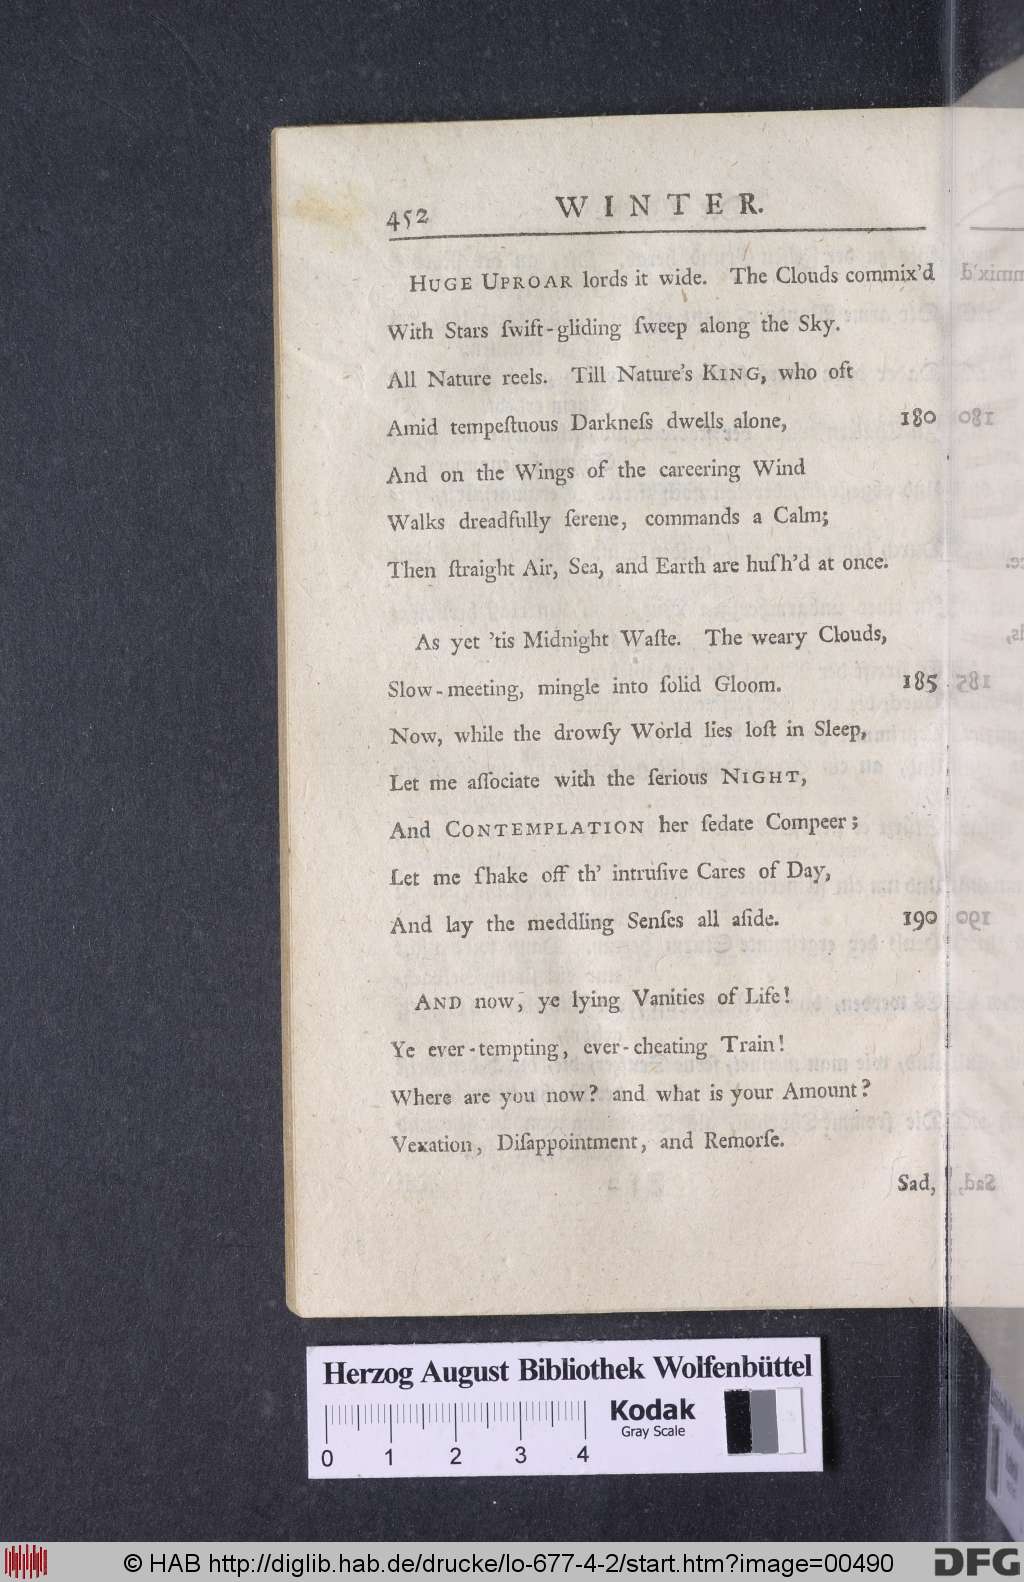 452 WINTER.
HUGE UPROAR lords it wide. The Clouds commix'd
With Stars ſwift-gliding ſweep along the Sky.
All Nature reels. Till Nature's KING, who oft
Amid tempeſtuous Darkneſs dwells alone, 180
And on the Wings of the careering Wind
Walks dreadfully ſerene, commands a Calm;
Then ſtraight Air, Sea, and Earth are huſh'd at once.
As yet 'tis Midnight Waſte. The weary Clouds,
Slow-meeting, mingle into ſolid Gloom. 185
Now, while the drowſy World lies loſt in Sleep,
Let me aſſociate with the ſerious NIGHT,
And CONTEMPLATION her ſedate Compeer;
Let me ſhake off th' intruſive Cares of Day,
And lay the meddling Senſes all aſide. 190
AND now, ye lying Vanities of Life!
Ye ever-tempting, ever-cheating Train!
Where are you now? and what is your Amount?
Vexation, Diſappointment, and Remorſe.
Sad,
Herzog August Bibliothek Wolfenbüttel
Kodak
Gray Scale
0 1 2 3 4
© HAB http://diglib.hab.de/drucke/lo-677-4-2/start.htm?image=00490
DFG